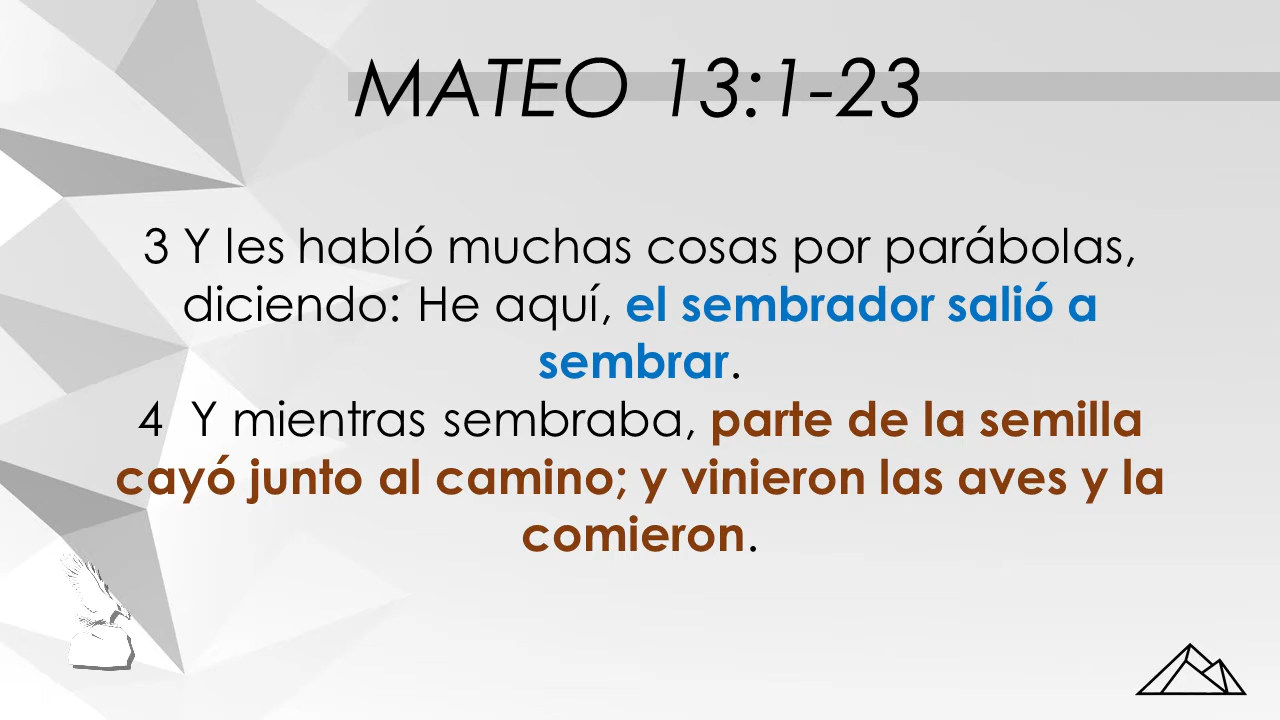 MATEO 13:1-23
3 Y les habló muchas cosas por parábolas,
diciendo: He aquí, el sembrador salió a
sembrar.
4 Y mientras sembraba, parte de la semilla
cayó junto al camino; y vinieron las aves y la
comieron.